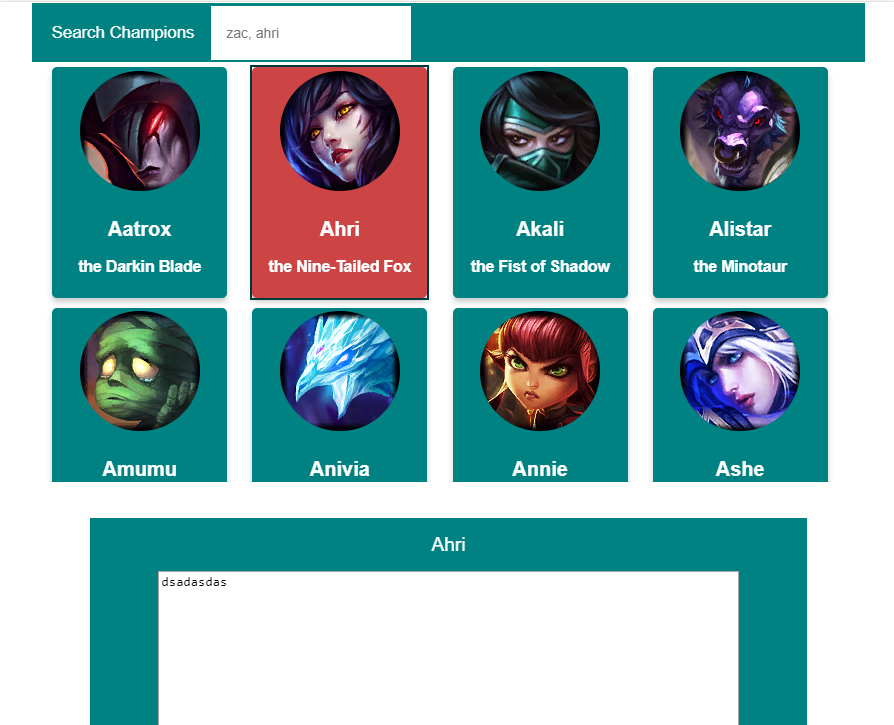 Search Champions
zac, ahri
Aatrox
the Darkin Blade
Ahri
the Nine-Tailed Fox
Akali
the Fist of Shadow
Alistar
the Minotaur
Amumu
Anivia
Annie
Ashe
Ahri
dsadasdas